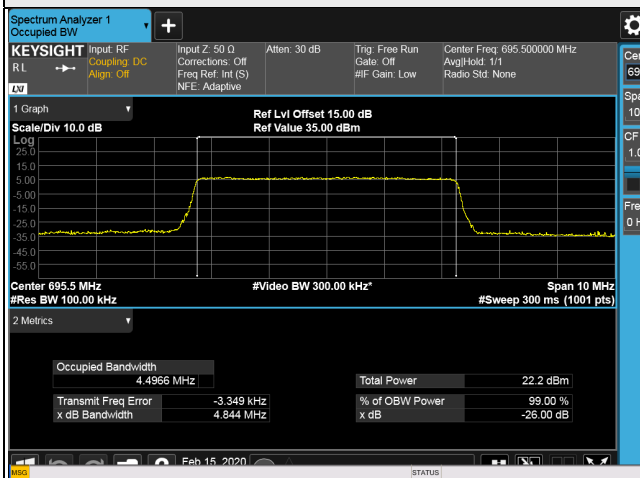 Spectrum Analyzer 1
Occupied BW
+
KEYSIGHT Input: RF Input Z: 50 Ω Atten: 30 dB Trig: Free Run Center Freq: 695.500000 MHz
RL Coupling: DC Corrections: Off Gate: Off Avg|Hold: 1/1
Align: Off Freq Ref: Int (S) #IF Gain: Low Radio Std: None
LXI NFE: Adaptive
1 Graph
Ref Lvl Offset 15.00 dB
Scale/Div 10.0 dB Ref Value 35.00 dBm
Log
25.0
15.0
5.00
-5.00
-15.0
-25.0
-35.0
-45.0
-55.0
Center 695.5 MHz #Video BW 300.00 kHz* Span 10 MHz
#Res BW 100.00 kHz #Sweep 300 ms (1001 pts)
2 Metrics
Occupied Bandwidth
4.4966 MHz Total Power 22.2 dBm
Transmit Freq Error -3.349 kHz % of OBW Power 99.00 %
x dB Bandwidth 4.844 MHz x dB -26.00 dB
Feb 15, 2020
MSG STATUS